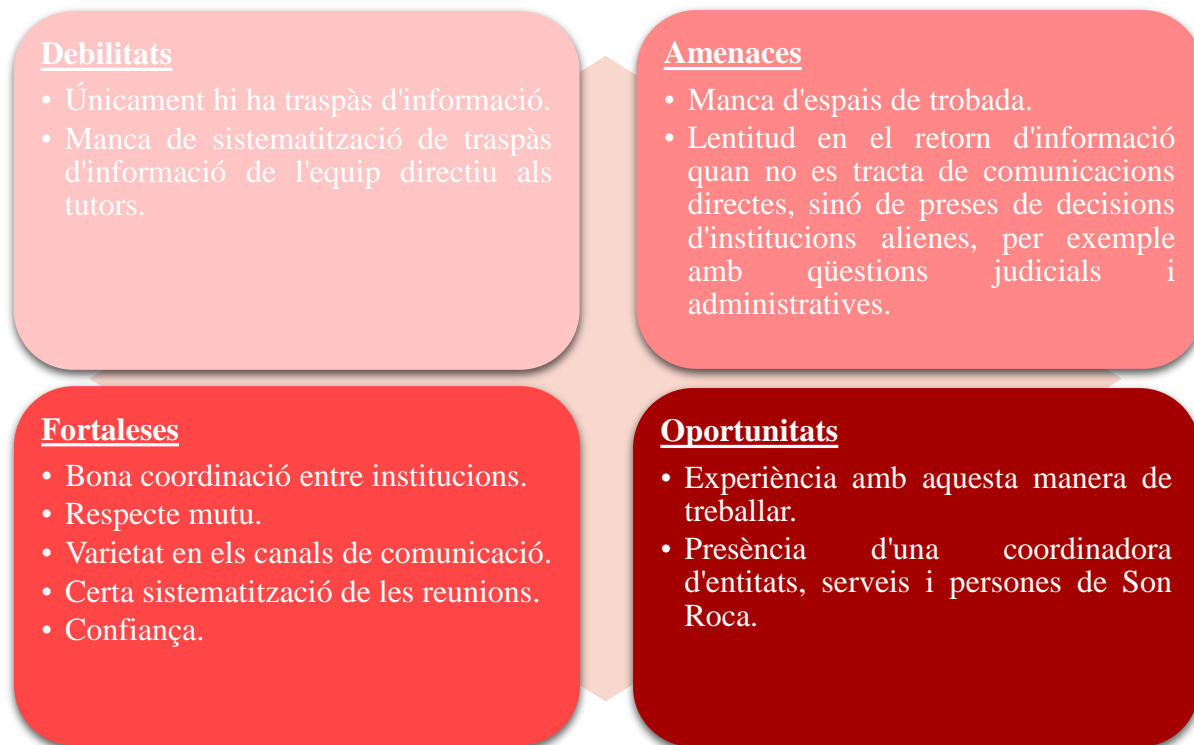 Debilitats
• Únicament hi ha traspàs d'informació.
• Manca de sistematització de traspàs
d'informació de l'equip directiu als
tutors.
Amenaces
• Manca d'espais de trobada.
• Lentitud en el retorn d'informació
quan no es tracta de comunicacions
directes, sinó de preses de decisions
d'institucions alienes, per exemple
amb qüestions judicials i
administratives.
Fortaleses
• Bona coordinació entre institucions.
• Respecte mutu.
• Varietat en els canals de comunicació.
• Certa sistematització de les reunions.
• Confiança.
Oportunitats
• Experiència amb aquesta manera de
treballar.
• Presència d'una coordinadora
d'entitats, serveis i persones de Son
Roca.